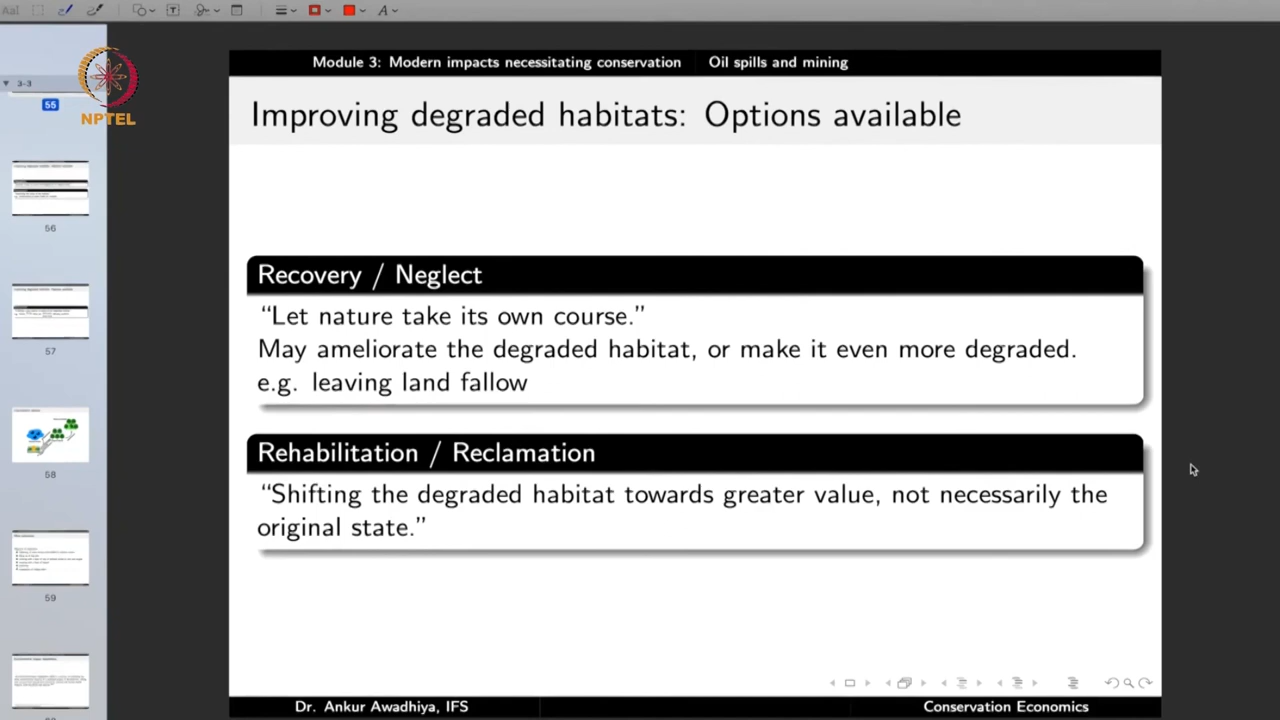 3-3
55
NPTEL
56
57
58
59
Module 3: Modern impacts necessitating conservation Oil spills and mining
Improving degraded habitats: Options available
Recovery / Neglect
“Let nature take its own course.”
May ameliorate the degraded habitat, or make it even more degraded.
e.g. leaving land fallow
Rehabilitation / Reclamation
“Shifting the degraded habitat towards greater value, not necessarily the
original state.”
Dr. Ankur Awadhiya, IFS Conservation Economics